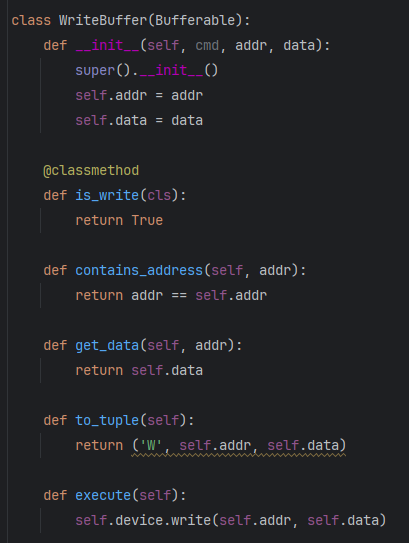 class WriteBuffer(Bufferable):
    def __init__(self, cmd, addr, data):
        super().__init__()
        self.addr = addr
        self.data = data

    @classmethod
    def is_write(cls):
        return True

    def contains_address(self, addr):
        return addr == self.addr

    def get_data(self, addr):
        return self.data

    def to_tuple(self):
        return ('W', self.addr, self.data)

    def execute(self):
        self.device.write(self.addr, self.data)